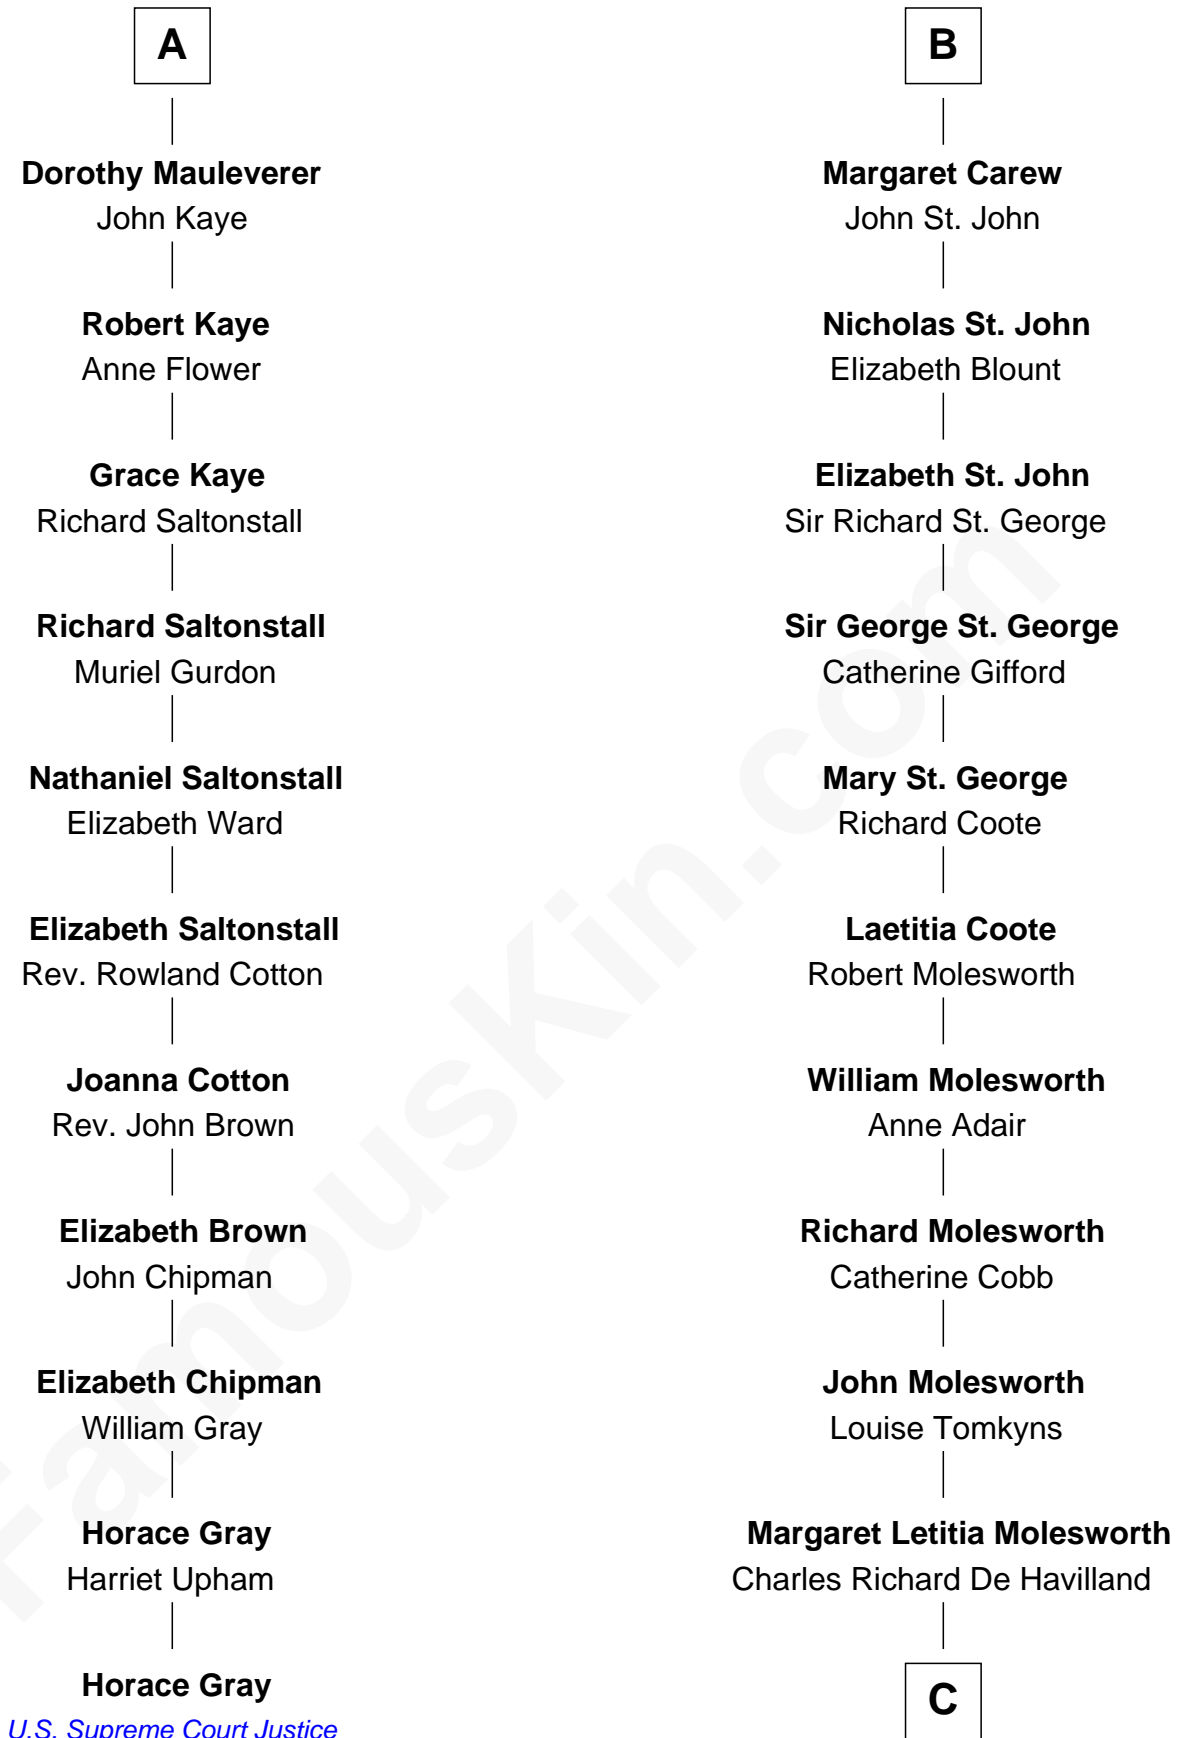 A
Dorothy Mauleverer
John Kaye
Robert Kaye
Anne Flower
Grace Kaye
Richard Saltonstall
Richard Saltonstall
Muriel Gurdon
Nathaniel Saltonstall
Elizabeth Ward
Elizabeth Saltonstall
Rev. Rowland Cotton
Joanna Cotton
Rev. John Brown
Elizabeth Brown
John Chipman
Elizabeth Chipman
William Gray
Horace Gray
Harriet Upham
Horace Gray
U.S. Supreme Court Justice
B
Margaret Carew
John St. John
Nicholas St. John
Elizabeth Blount
Elizabeth St. John
Sir Richard St. George
Sir George St. George
Catherine Gifford
Mary St. George
Richard Coote
Laetitia Coote
Robert Molesworth
William Molesworth
Anne Adair
Richard Molesworth
Catherine Cobb
John Molesworth
Louise Tomkyns
Margaret Letitia Molesworth
Charles Richard De Havilland
C
FamousKin.com